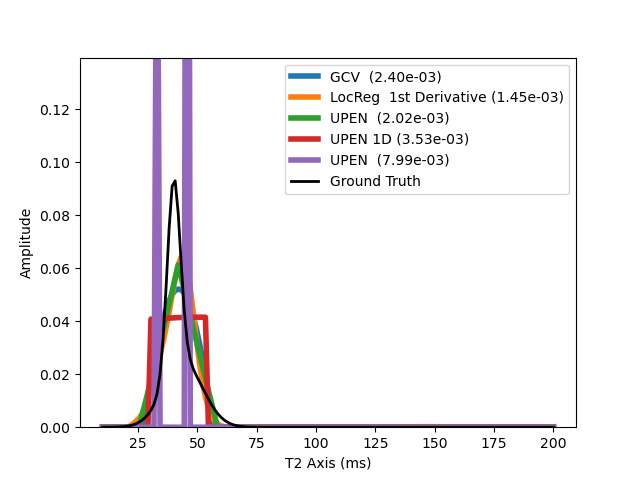 GCV  (2.40e-03)
LocReg  1st Derivative (1.45e-03)
UPEN  (2.02e-03)
UPEN 1D (3.53e-03)
UPEN  (7.99e-03)
Ground Truth
Amplitude
0.12
0.10
0.08
0.06
0.04
0.02
0.00
25 50 75 100 125 150 175 200
T2 Axis (ms)